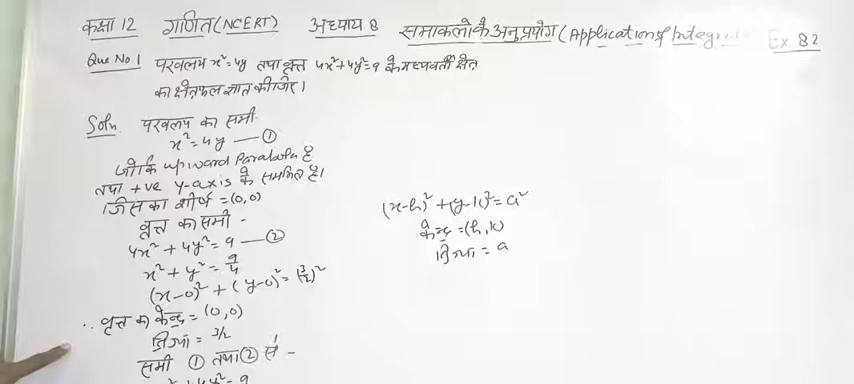 कक्षा 12 गणित (NCERT) अध्याय 8 समाकलो के अनुप्रयोग (Application of Integral Ex. 8.2
Que No 1 परवलय x²=4y तथा वृत्त 4x²+4y²=9 के मध्यवर्ती क्षेत्र
का क्षेत्रफल ज्ञात कीजिए।
Soln. परवलय का समी.
x²=4y —①
जोकि upward Parabola है
तथा +ve y-axis के सममित है।
जिसका शीर्ष =(0,0)
वृत्त का समी -
4x²+4y²=9 —②
x²+y²=9/4
(x-0)²+(y-0)²=(3/2)²
∴ वृत्त का केन्द्र=(0,0)
त्रिज्या = 3/2
समी ① तथा ② से -
4y²=9
(x-h)²+(y-k)²=a²
केन्द्र=(h,k)
त्रिज्या = a